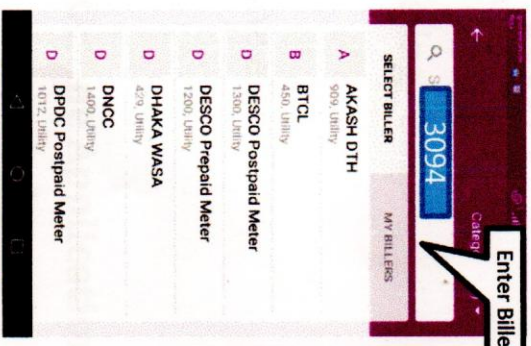 Enter Bille
Categ
3094
SELECT BILLER
MY BILLERS
A
AKASH DTH
909, Utility
B
BTCL
450, Utility
D
DESCO Postpaid Meter
1300, Utility
D
DESCO Prepaid Meter
1200, Utility
D
DHAKA WASA
429, Utility
D
DNCC
1400, Utility
D
DPDC Postpaid Meter
1012, Utility